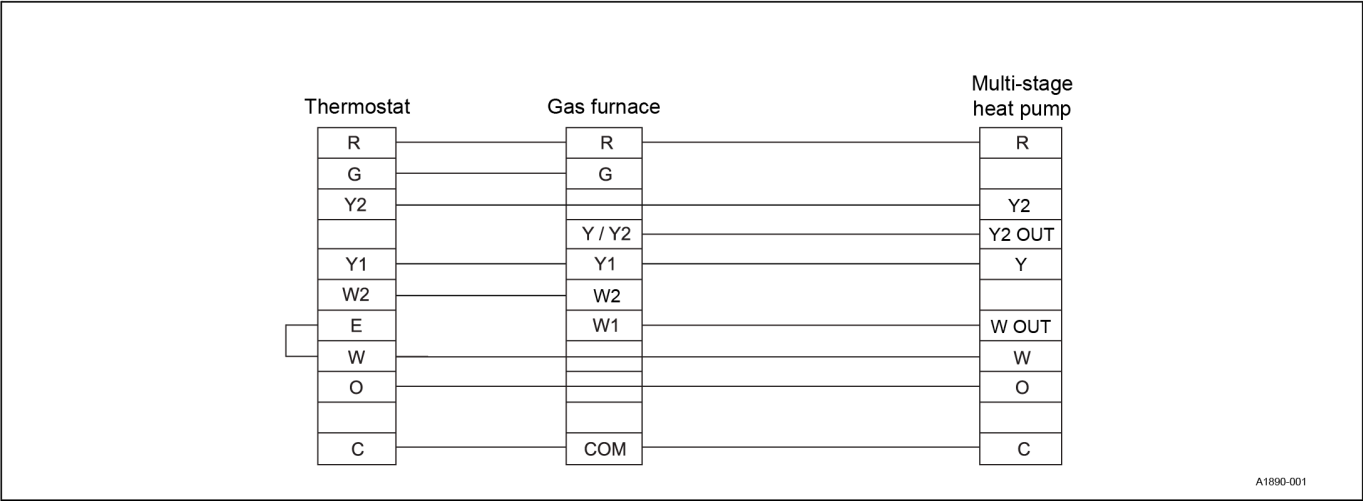 Multi-stage
Thermostat Gas furnace heat pump
R R R
G G
Y2 Y2
Y / Y2 Y2 OUT
Y1 Y1 Y
W2 W2
E W1 W OUT
W W
O O
C COM C
A1890-001